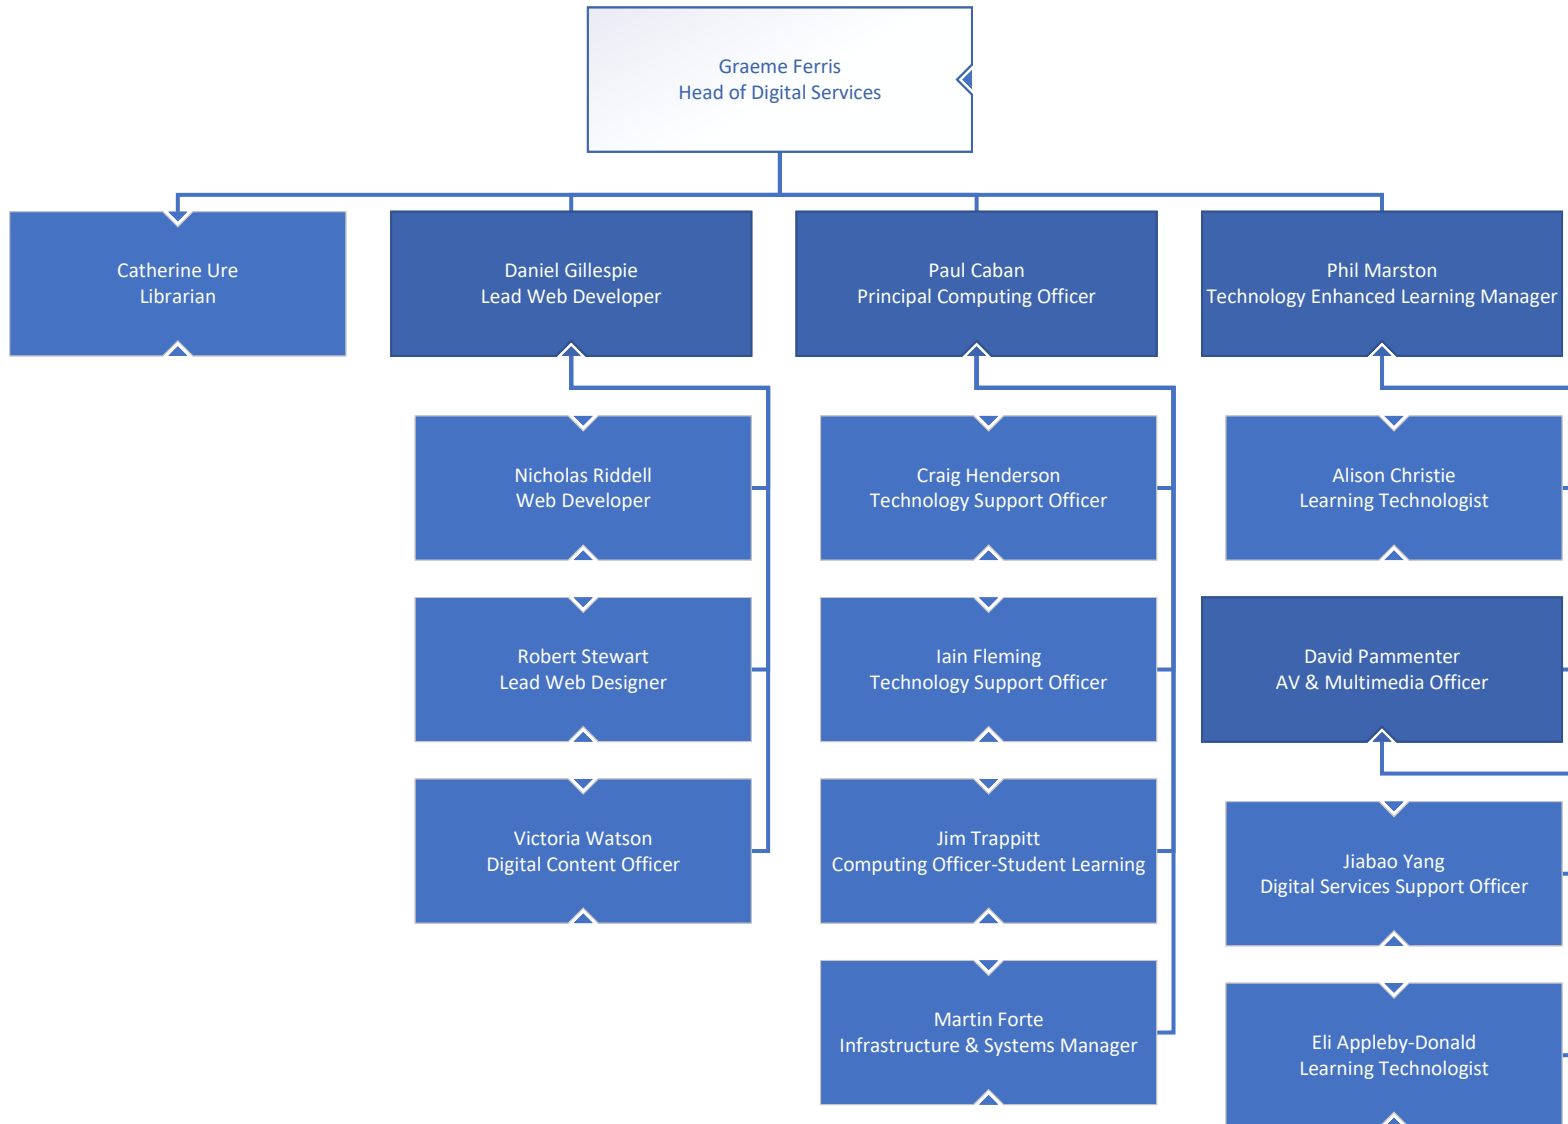 Graeme Ferris
Head of Digital Services
Catherine Ure
Librarian
Daniel Gillespie
Lead Web Developer
Paul Caban
Principal Computing Officer
Phil Marston
Technology Enhanced Learning Manager
Nicholas Riddell
Web Developer
Craig Henderson
Technology Support Officer
Alison Christie
Learning Technologist
Robert Stewart
Lead Web Designer
Iain Fleming
Technology Support Officer
David Pammenter
AV & Multimedia Officer
Victoria Watson
Digital Content Officer
Jim Trappitt
Computing Officer-Student Learning
Jiabao Yang
Digital Services Support Officer
Martin Forte
Infrastructure & Systems Manager
Eli Appleby-Donald
Learning Technologist